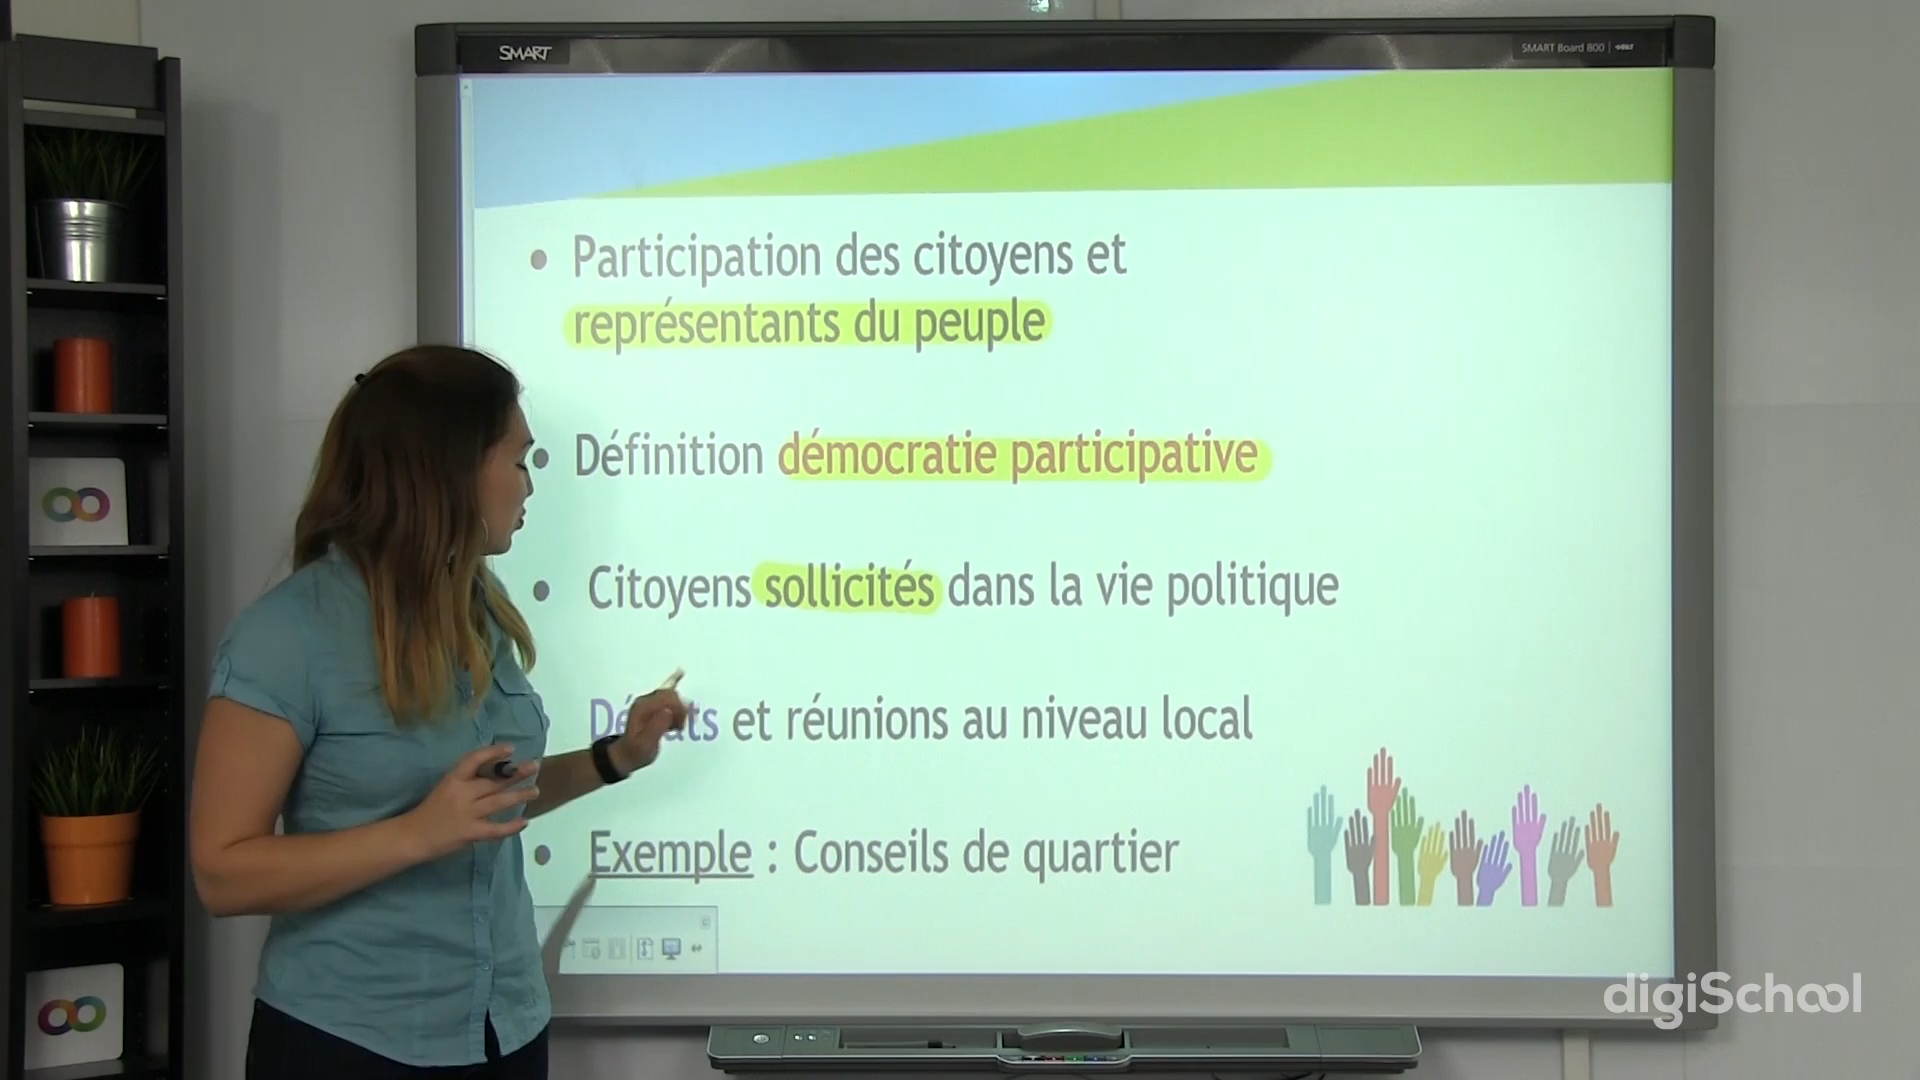 SMART
SMART Board 800
Participation des citoyens et
représentants du peuple
Définition démocratie participative
Citoyens sollicités dans la vie politique
et réunions au niveau local
Exemple : Conseils de quartier
digiSchool